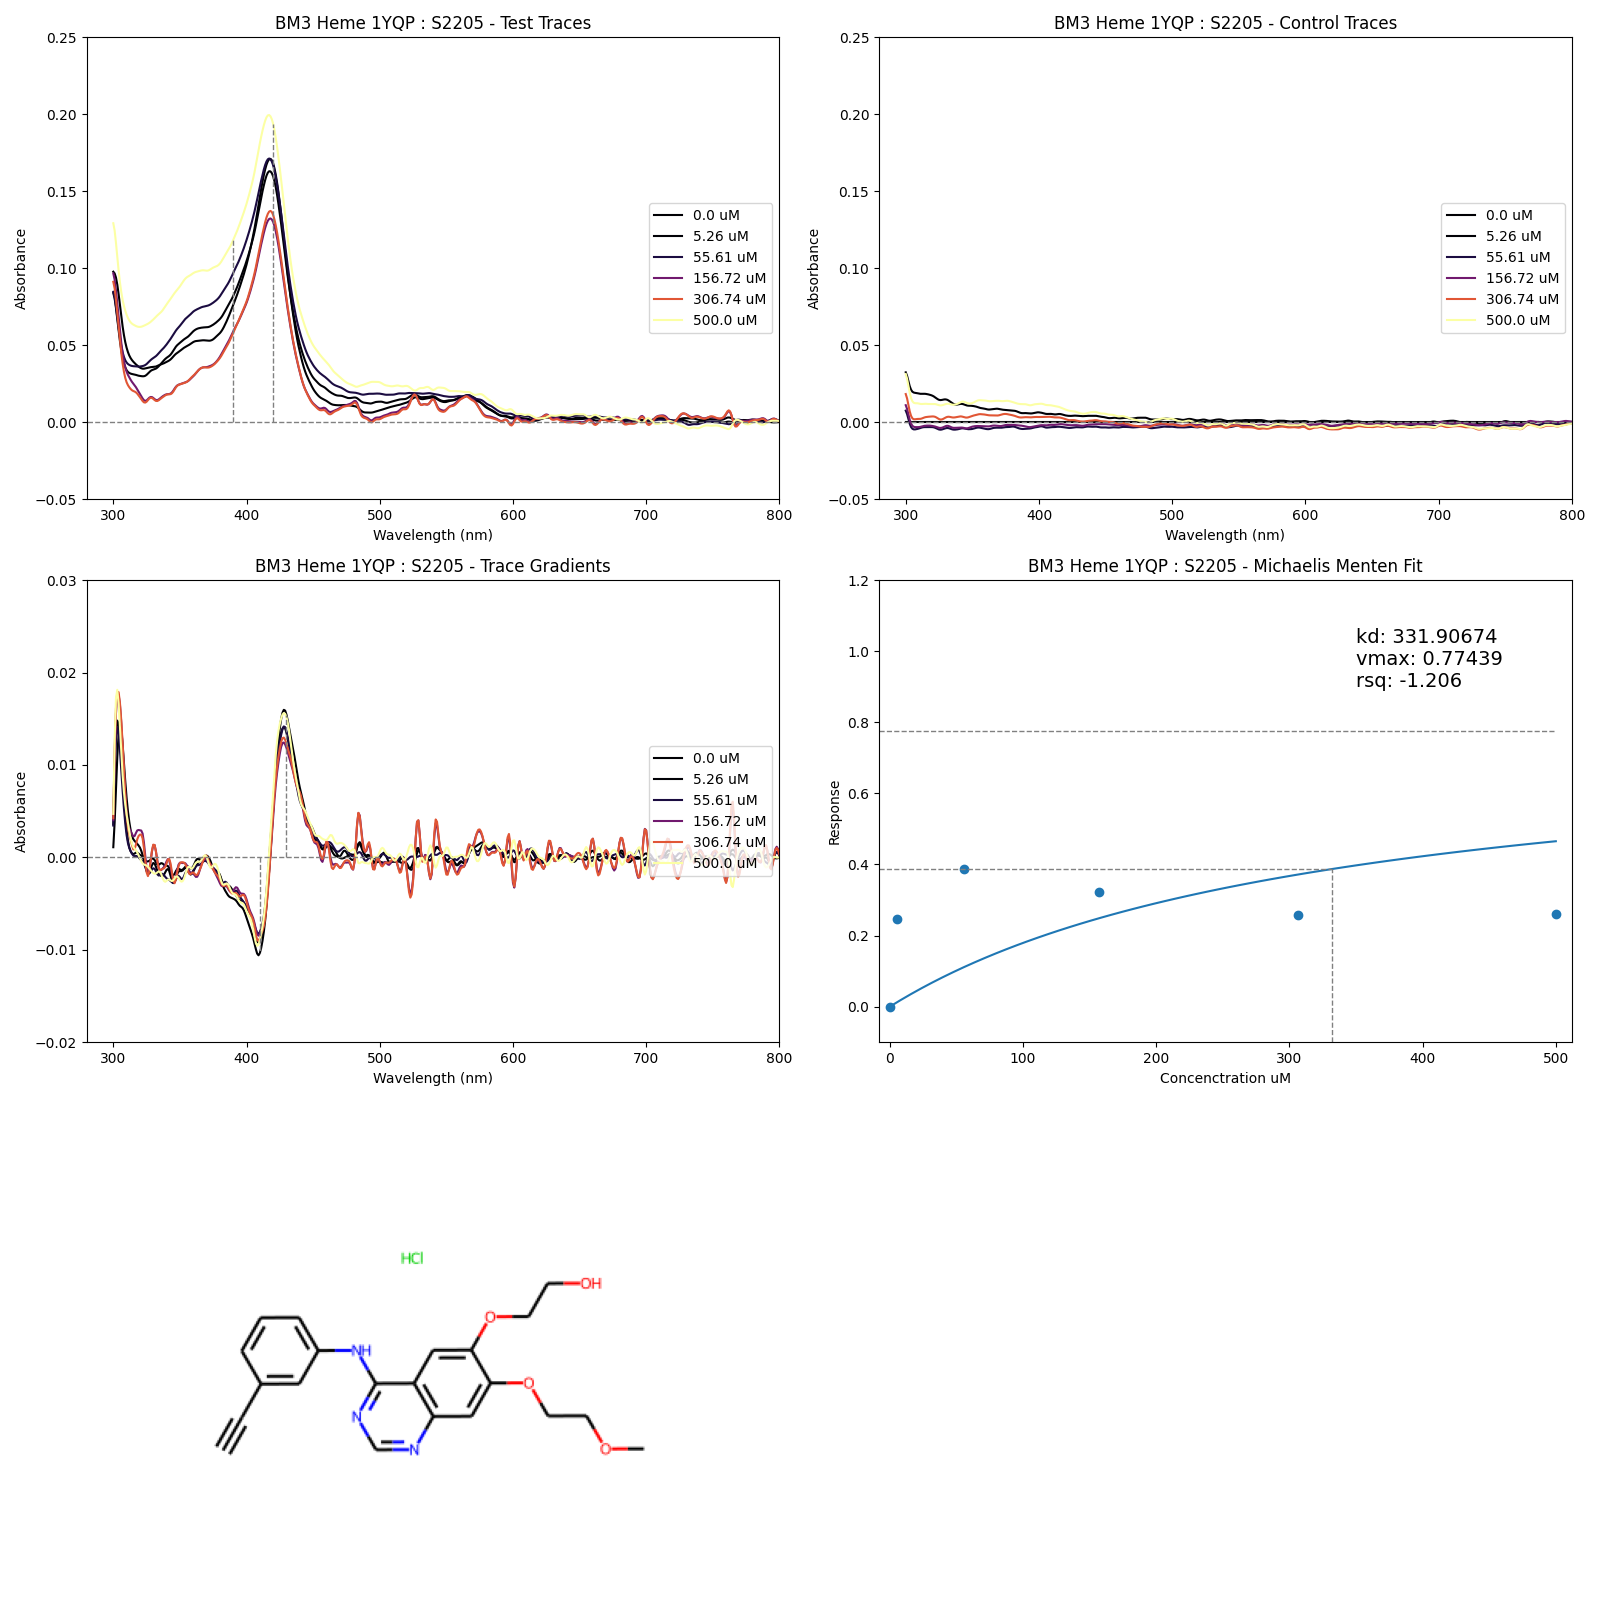 BM3 Heme 1YQP : S2205 - Test Traces
0.25
0.20
0.15
0.10
0.05
0.00
−0.05
Absorbance
300
400
500
600
700
800
Wavelength (nm)
0.0 uM
5.26 uM
55.61 uM
156.72 uM
306.74 uM
500.0 uM
BM3 Heme 1YQP : S2205 - Control Traces
0.25
0.20
0.15
0.10
0.05
0.00
−0.05
Absorbance
300
400
500
600
700
800
Wavelength (nm)
0.0 uM
5.26 uM
55.61 uM
156.72 uM
306.74 uM
500.0 uM
BM3 Heme 1YQP : S2205 - Trace Gradients
0.03
0.02
0.01
0.00
−0.01
−0.02
Absorbance
300
400
500
600
700
800
Wavelength (nm)
0.0 uM
5.26 uM
55.61 uM
156.72 uM
306.74 uM
500.0 uM
BM3 Heme 1YQP : S2205 - Michaelis Menten Fit
1.2
1.0
0.8
0.6
0.4
0.2
0.0
Response
kd: 331.90674
vmax: 0.77439
rsq: -1.206
0
100
200
300
400
500
Concenctration uM
HCl
OH
O
NH
O
N
N
O